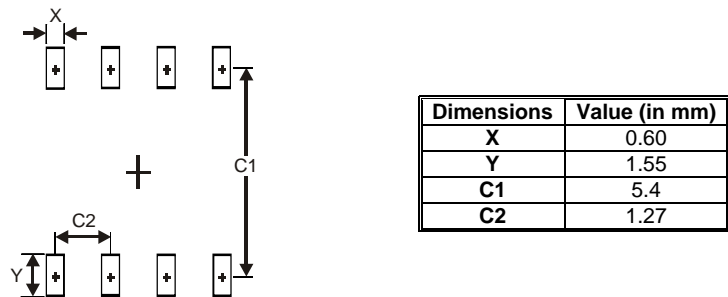 X
C1
C2
Y
Dimensions Value (in mm)
X 0.60
Y 1.55
C1 5.4
C2 1.27